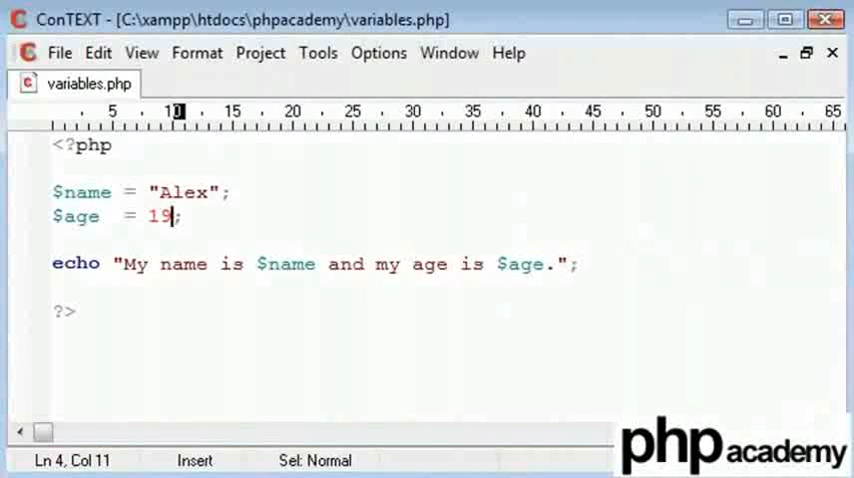 ConTEXT - [C:\xampp\htdocs\phpacademy\variables.php]
File Edit View Format Project Tools Options Window Help
variables.php
5 10 15 20 25 30 35 40 45 50 55 60 65
<?php
$name = "Alex";
$age  = 19;
echo "My name is $name and my age is $age.";
?>
Ln 4, Col 11 Insert Sel: Normal
php academy